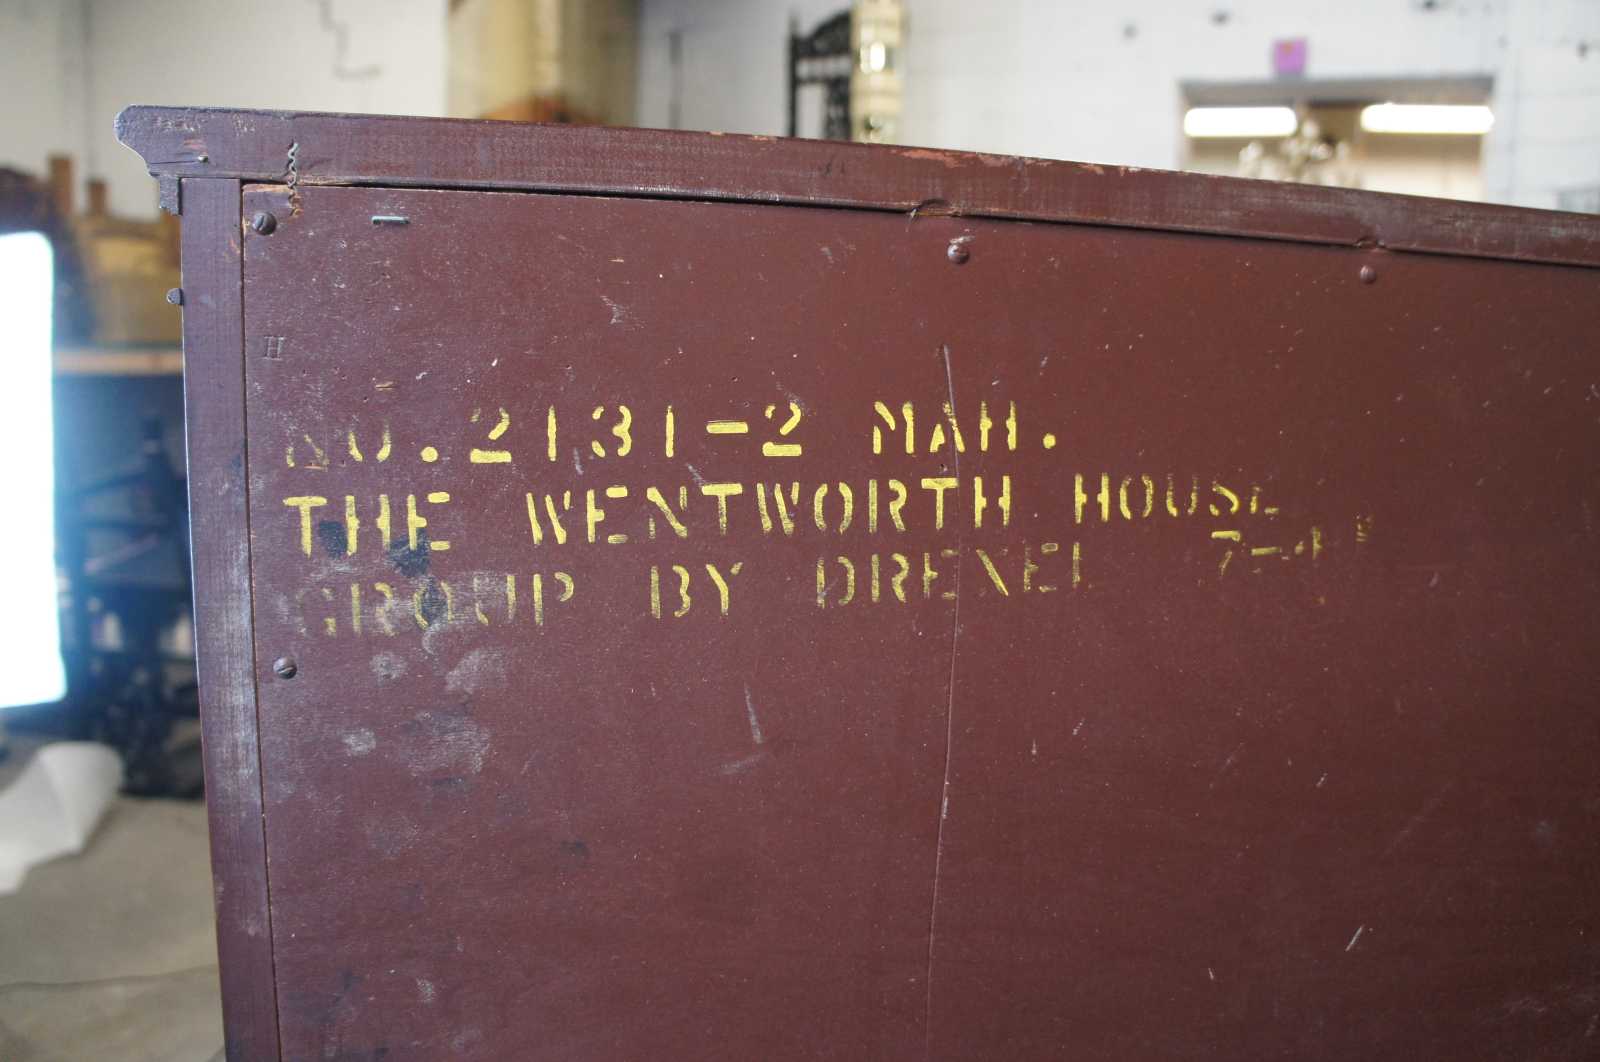 H
NO. 2131-2 MAH.
THE WENTWORTH HOUSE
GROUP BY DREXEL